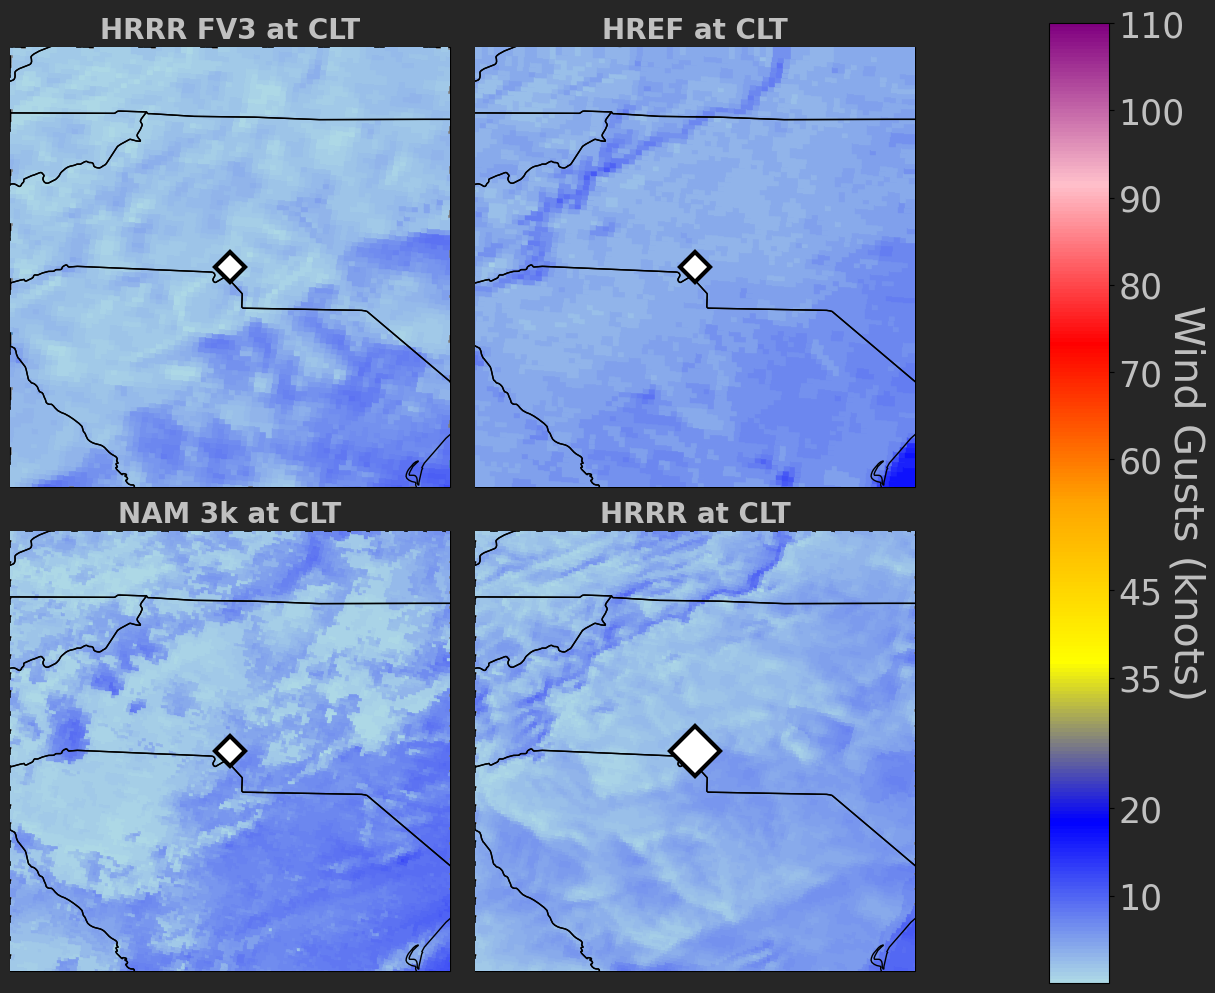 HRRR FV3 at CLT
HREF at CLT
NAM 3k at CLT
HRRR at CLT
110
100
90
80
70
60
45
35
20
10
Wind Gusts (knots)